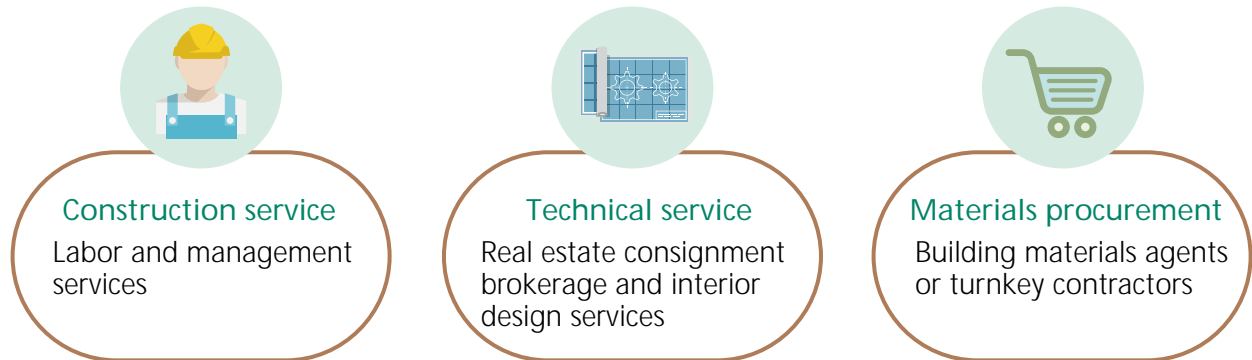 Construction service
Labor and management
services
Technical service
Real estate consignment
brokerage and interior
design services
Materials procurement
Building materials agents
or turnkey contractors